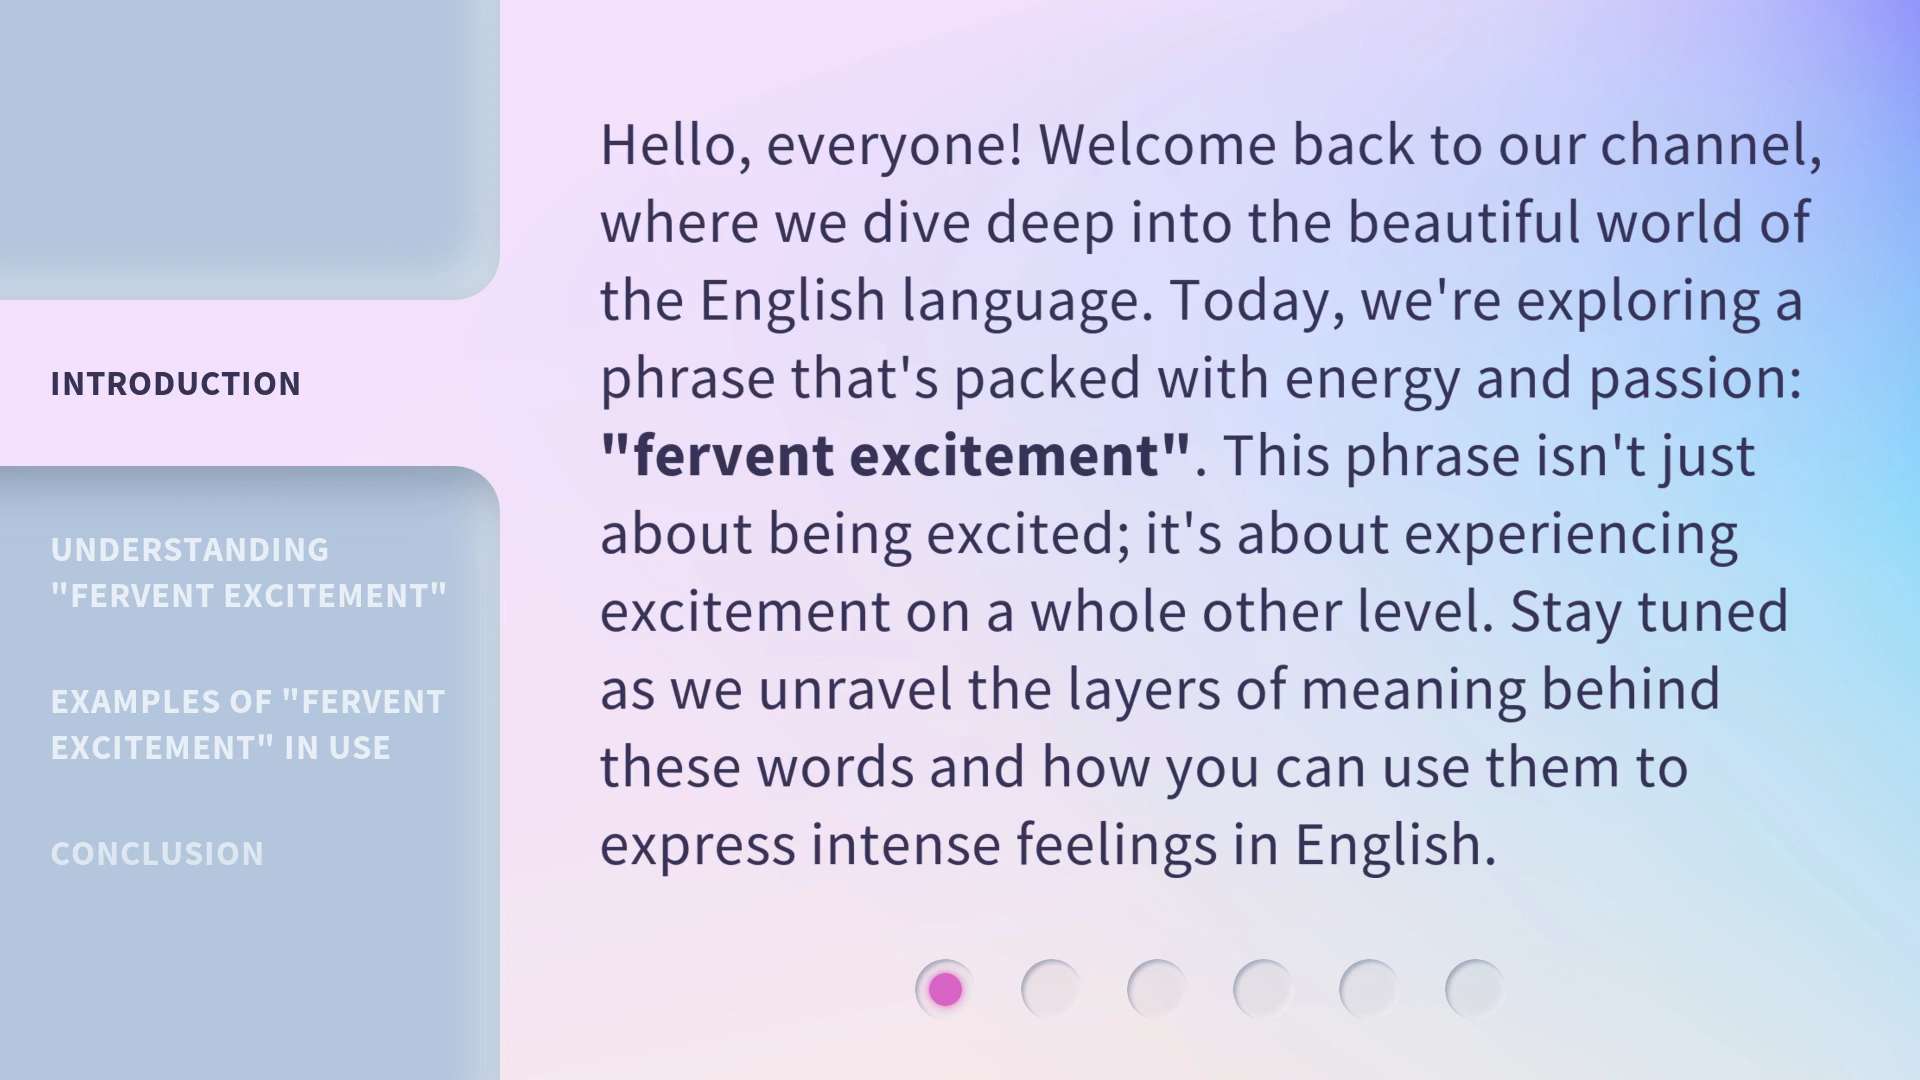 INTRODUCTION
UNDERSTANDING
"FERVENT EXCITEMENT"
EXAMPLES OF "FERVENT
EXCITEMENT" IN USE
CONCLUSION
Hello, everyone! Welcome back to our channel,
where we dive deep into the beautiful world of
the English language. Today, we're exploring a
phrase that's packed with energy and passion:
"fervent excitement". This phrase isn't just
about being excited; it's about experiencing
excitement on a whole other level. Stay tuned
as we unravel the layers of meaning behind
these words and how you can use them to
express intense feelings in English.